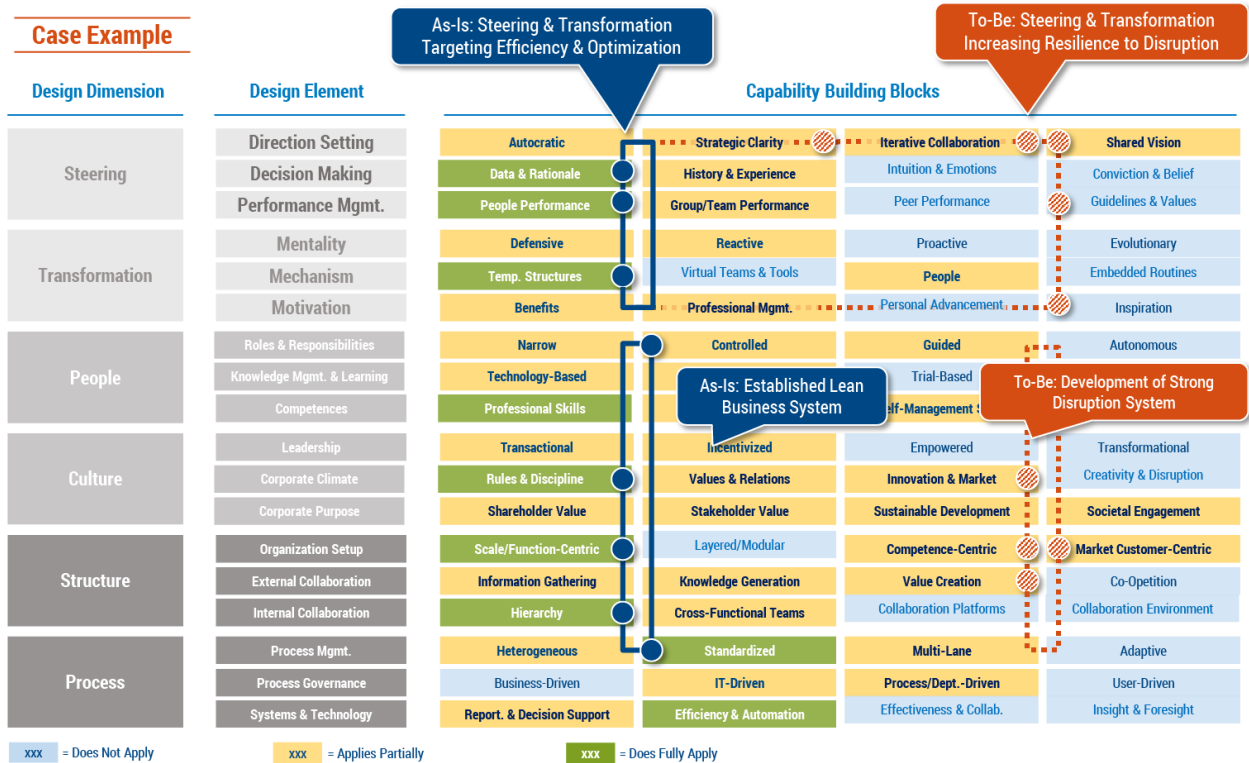 Case Example
As-Is: Steering & Transformation
Targeting Efficiency & Optimization
To-Be: Steering & Transformation
Increasing Resilience to Disruption
Design Dimension
Design Element
Capability Building Blocks
Steering
Direction Setting
Autocratic
Strategic Clarity
Iterative Collaboration
Shared Vision
Decision Making
Data & Rationale
History & Experience
Intuition & Emotions
Conviction & Belief
Performance Mgmt.
People Performance
Group/Team Performance
Peer Performance
Guidelines & Values
Transformation
Mentality
Defensive
Reactive
Proactive
Evolutionary
Mechanism
Temp. Structures
Virtual Teams & Tools
People
Embedded Routines
Motivation
Benefits
Professional Mgmt.
Personal Advancement
Inspiration
People
Roles & Responsibilities
Narrow
Controlled
Guided
Autonomous
Knowledge Mgmt. & Learning
Technology-Based
Trial-Based
Competences
Professional Skills
As-Is: Established Lean
Business System
To-Be: Development of Strong
Disruption System
Culture
Leadership
Transactional
Incentivized
Empowered
Transformational
Corporate Climate
Rules & Discipline
Values & Relations
Innovation & Market
Creativity & Disruption
Corporate Purpose
Shareholder Value
Stakeholder Value
Sustainable Development
Societal Engagement
Structure
Organization Setup
Scale/Function-Centric
Layered/Modular
Competence-Centric
Market Customer-Centric
External Collaboration
Information Gathering
Knowledge Generation
Value Creation
Co-Opetition
Internal Collaboration
Hierarchy
Cross-Functional Teams
Collaboration Platforms
Collaboration Environment
Process
Process Mgmt.
Heterogeneous
Standardized
Multi-Lane
Adaptive
Process Governance
Business-Driven
IT-Driven
Process/Dept.-Driven
User-Driven
Systems & Technology
Report. & Decision Support
Efficiency & Automation
Effectiveness & Collab.
Insight & Foresight
xxx = Does Not Apply
xxx = Applies Partially
xxx = Does Fully Apply